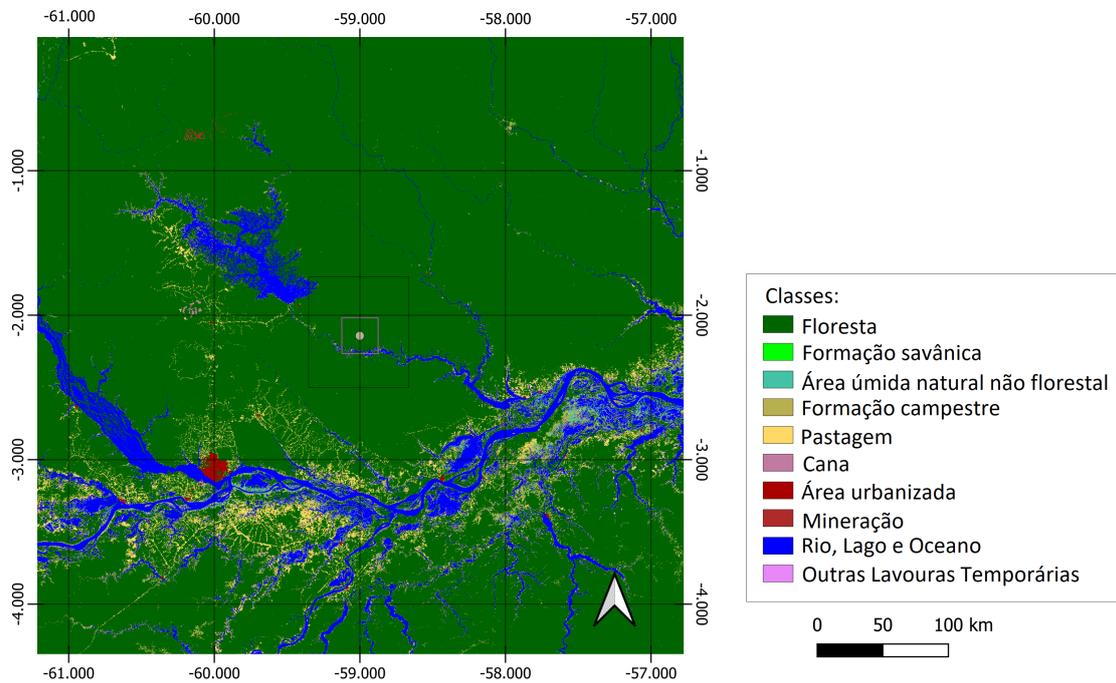 -61.000 -60.000 -59.000 -58.000 -57.000
-1.000 -1.000
-2.000 -2.000
-3.000 -3.000
-4.000 -4.000
-61.000 -60.000 -59.000 -58.000 -57.000
Classes:
Floresta
Formação savânica
Área úmida natural não florestal
Formação campestre
Pastagem
Cana
Área urbanizada
Mineração
Rio, Lago e Oceano
Outras Lavouras Temporárias
0 50 100 km